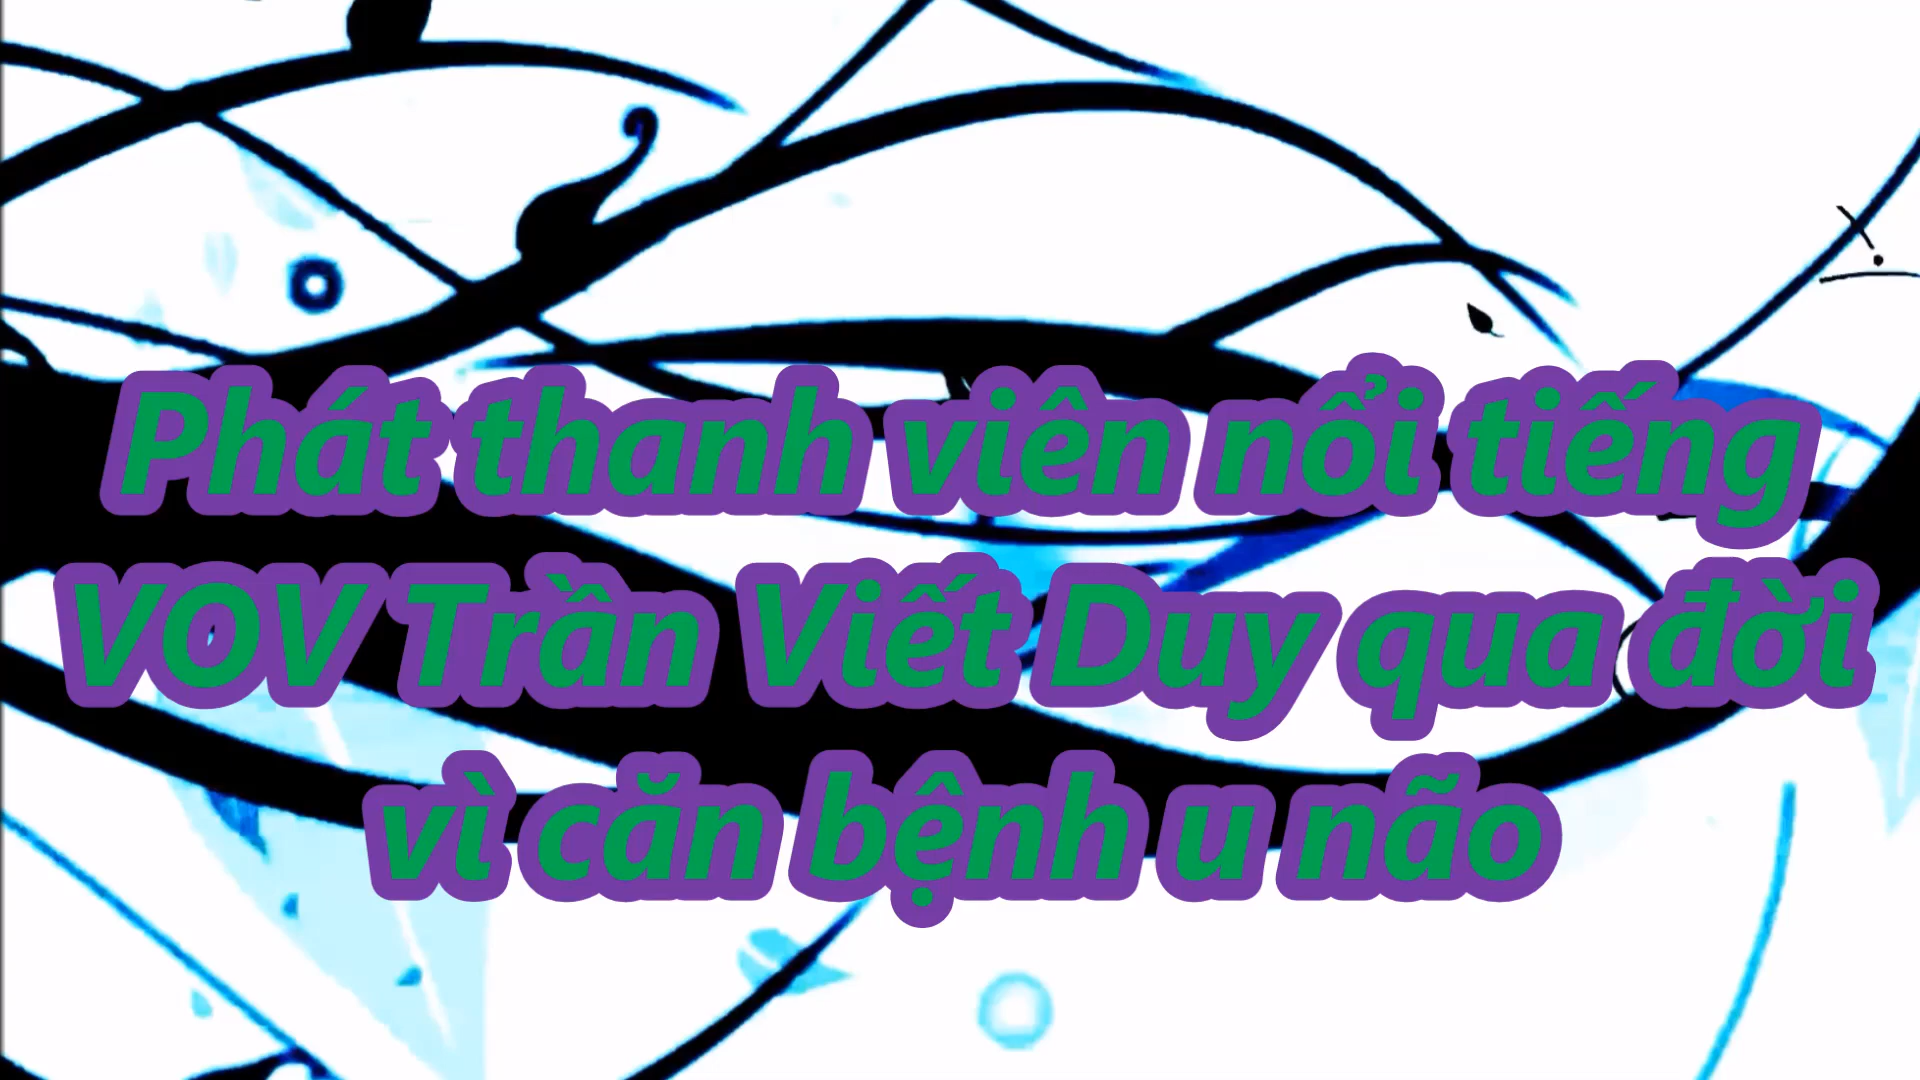 Phát thanh viên nổi tiếng
VOV Trần Viết Duy qua đời
vì căn bệnh u não